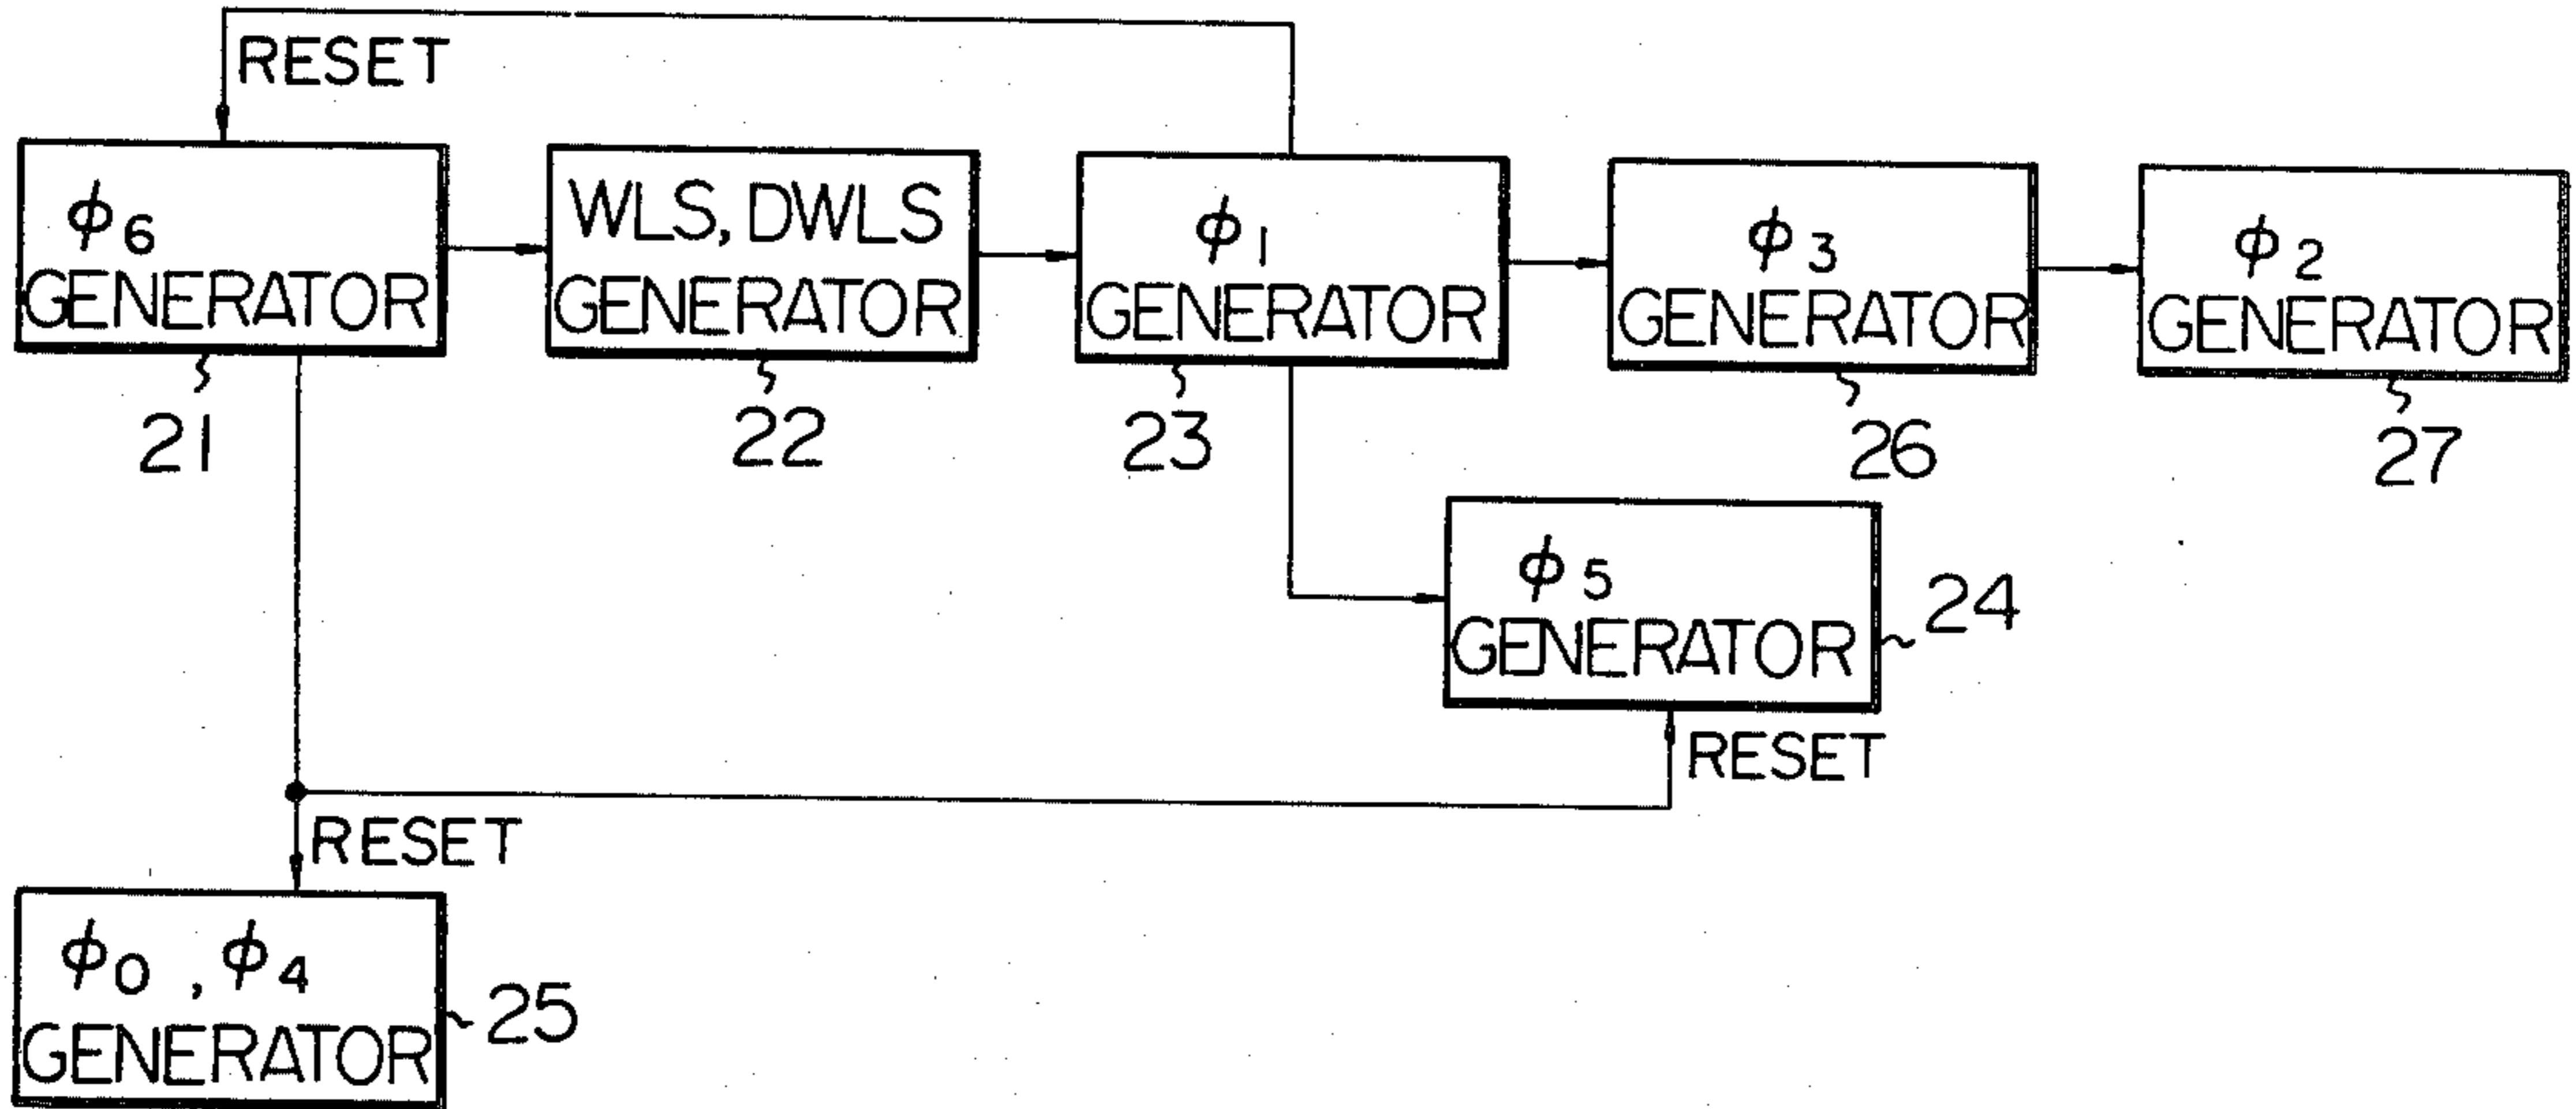 RESET
ϕ6
GENERATOR
21
WLS, DWLS
GENERATOR
22
ϕ1
GENERATOR
23
ϕ3
GENERATOR
26
ϕ2
GENERATOR
27
ϕ5
GENERATOR
24
RESET
RESET
ϕ0 , ϕ4
GENERATOR
25